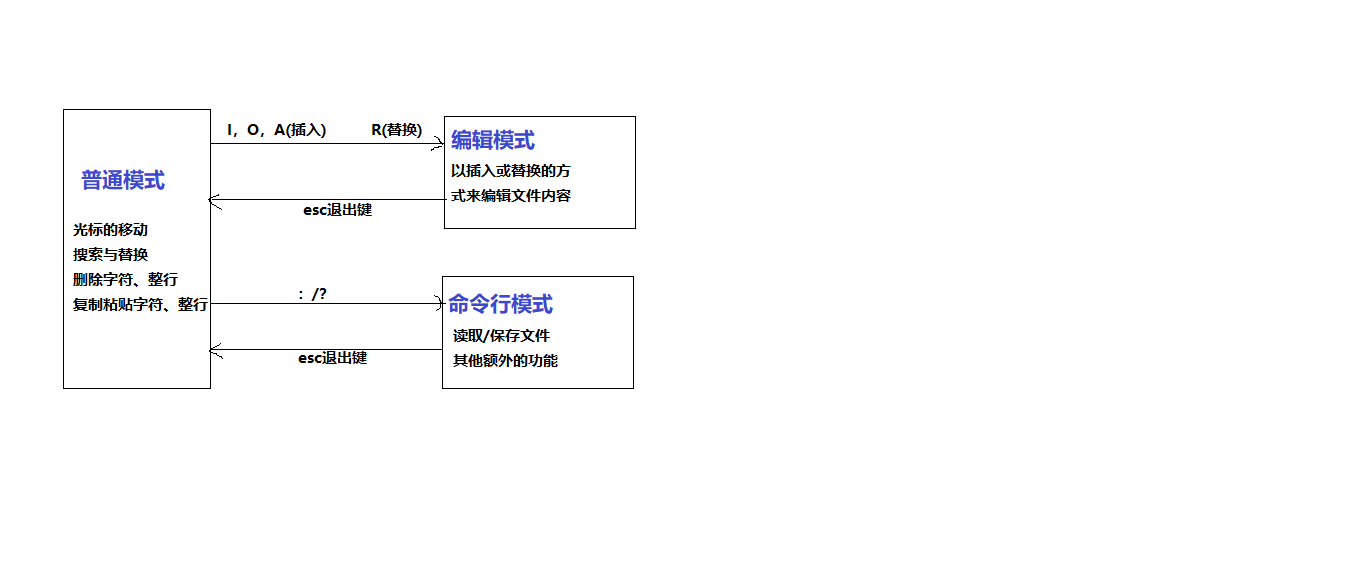 普通模式
光标的移动
搜索与替换
删除字符、整行
复制粘贴字符、整行
I，O，A(插入)
R(替换)
esc退出键
编辑模式
以插入或替换的方
式来编辑文件内容
：/?
esc退出键
命令行模式
读取/保存文件
其他额外的功能